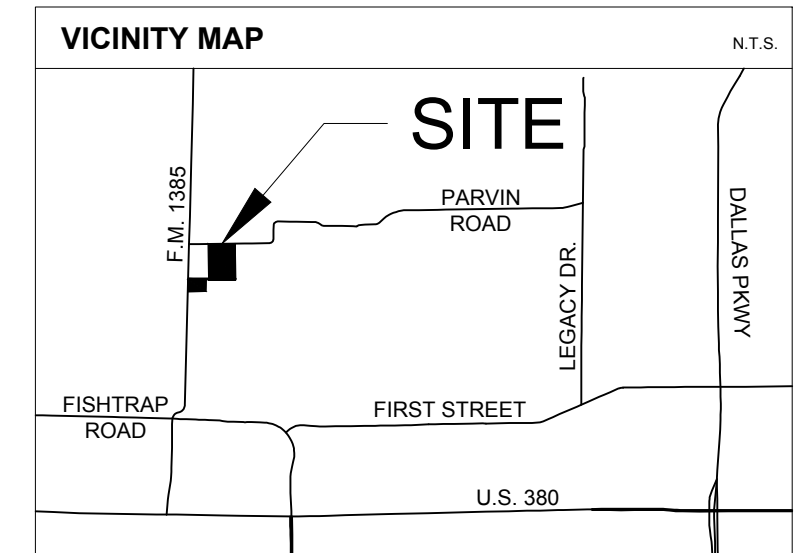 VICINITY MAP
N.T.S.
SITE
F.M. 1385
PARVIN
ROAD
LEGACY DR.
DALLAS PKWY
FISHTRAP
ROAD
FIRST STREET
U.S. 380